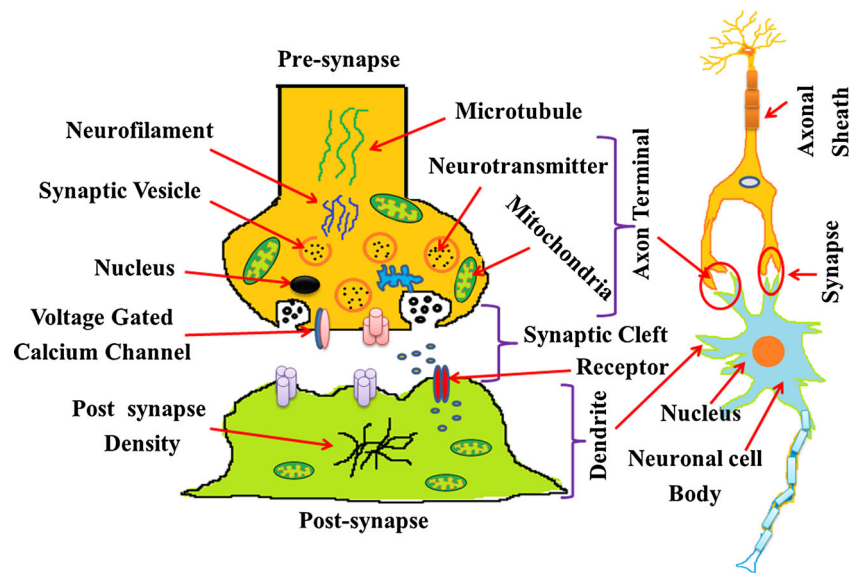 Pre-synapse
Neurofilament
Synaptic Vesicle
Nucleus
Voltage Gated
Calcium Channel
Post synapse
Density
Microtubule
Neurotransmitter
Mitochondria
Axon Terminal
Synaptic Cleft
Receptor
Dendrite
Post-synapse
Axonal
Sheath
Synapse
Nucleus
Neuronal cell
Body